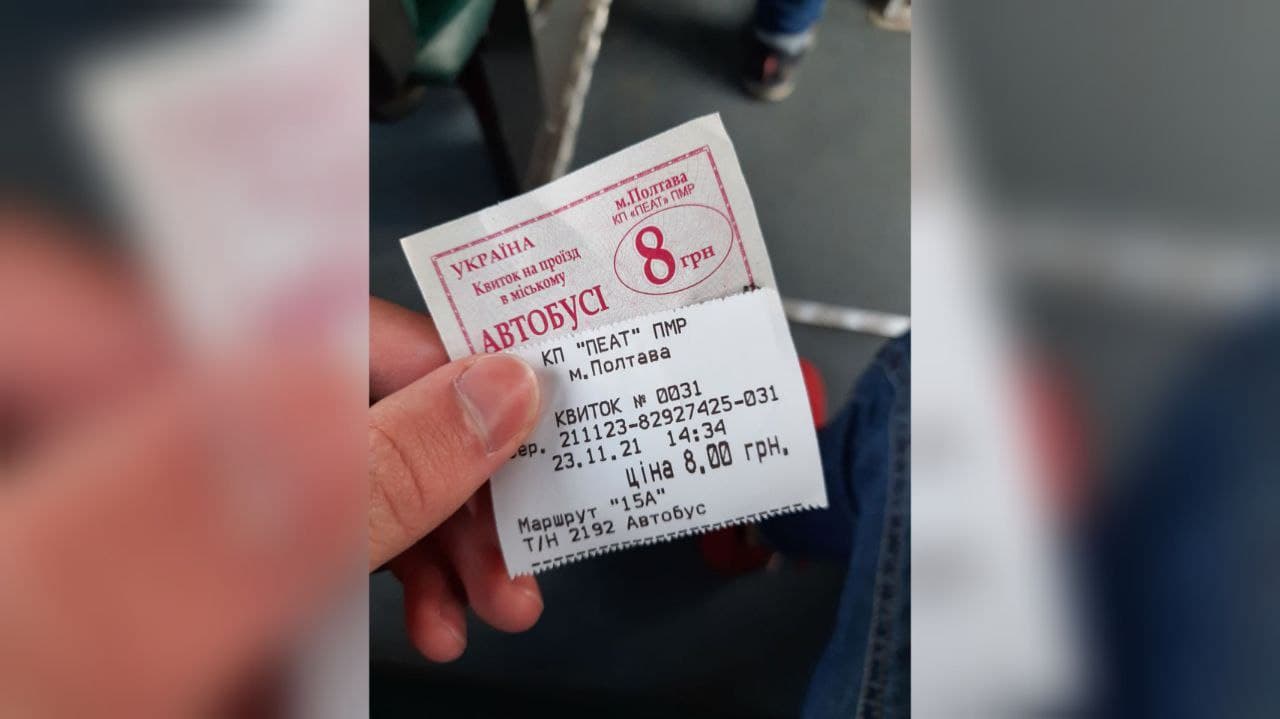 м.Полтава
КП «ПЕАТ» ПМР
УКРАЇНА
Квиток на проїзд
в міському
АВТОБУСІ
8 грн
КП "ПЕАТ" ПМР
м.Полтава
КВИТОК № 0031
ер. 211123-82927425-031
23.11.21 14:34
ціна 8.00 грн.
Маршрут "15А"
Т/Н 2192 Автобус